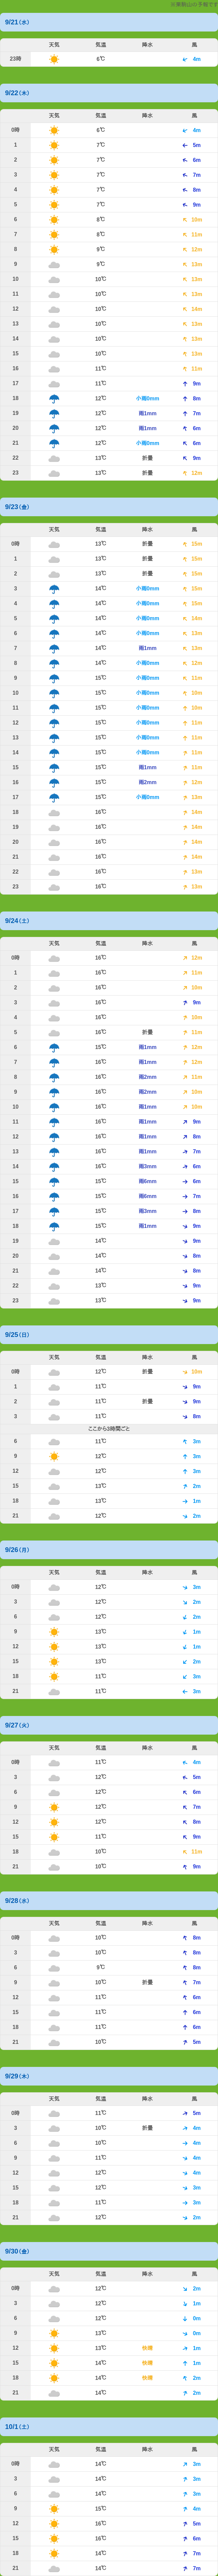 9/21（水）
天気 気温 降水 風
23時 6℃ 4m
9/22（木）
天気 気温 降水 風
0時 6℃ 4m
1 7℃ 5m
2 7℃ 6m
3 7℃ 7m
4 7℃ 8m
5 7℃ 9m
6 8℃ 10m
7 8℃ 11m
8 9℃ 12m
9 9℃ 13m
10 10℃ 13m
11 10℃ 13m
12 10℃ 14m
13 10℃ 13m
14 10℃ 13m
15 10℃ 13m
16 11℃ 11m
17 11℃ 9m
18 12℃ 小雨0mm 8m
19 12℃ 雨1mm 7m
20 12℃ 雨1mm 6m
21 12℃ 小雨0mm 6m
22 13℃ 折畳 9m
23 13℃ 折畳 12m
9/23（金）
天気 気温 降水 風
0時 13℃ 折畳 15m
1 13℃ 折畳 15m
2 13℃ 折畳 15m
3 14℃ 小雨0mm 15m
4 14℃ 小雨0mm 15m
5 14℃ 小雨0mm 14m
6 14℃ 小雨0mm 13m
7 14℃ 雨1mm 13m
8 14℃ 小雨0mm 12m
9 15℃ 小雨0mm 11m
10 15℃ 小雨0mm 10m
11 15℃ 小雨0mm 10m
12 15℃ 小雨0mm 11m
13 15℃ 小雨0mm 11m
14 15℃ 小雨0mm 11m
15 15℃ 雨1mm 11m
16 15℃ 雨2mm 12m
17 15℃ 小雨0mm 13m
18 16℃ 14m
19 16℃ 14m
20 16℃ 14m
21 16℃ 14m
22 16℃ 13m
23 16℃ 13m
9/24（土）
天気 気温 降水 風
0時 16℃ 12m
1 16℃ 11m
2 16℃ 10m
3 16℃ 9m
4 16℃ 10m
5 16℃ 折畳 11m
6 15℃ 雨1mm 12m
7 16℃ 雨1mm 12m
8 16℃ 雨2mm 11m
9 16℃ 雨2mm 10m
10 16℃ 雨1mm 10m
11 16℃ 雨1mm 9m
12 16℃ 雨1mm 8m
13 16℃ 雨1mm 7m
14 16℃ 雨3mm 6m
15 15℃ 雨6mm 6m
16 15℃ 雨6mm 7m
17 15℃ 雨3mm 8m
18 15℃ 雨1mm 9m
19 14℃ 9m
20 14℃ 8m
21 14℃ 8m
22 13℃ 9m
23 13℃ 9m
9/25（日）
天気 気温 降水 風
0時 12℃ 折畳 10m
1 11℃ 9m
2 11℃ 折畳 9m
3 11℃ 8m
ここから3時間ごと
6 11℃ 3m
9 12℃ 3m
12 12℃ 3m
15 13℃ 2m
18 13℃ 1m
21 12℃ 2m
9/26（月）
天気 気温 降水 風
0時 12℃ 3m
3 12℃ 2m
6 12℃ 2m
9 13℃ 1m
12 13℃ 1m
15 13℃ 2m
18 11℃ 3m
21 11℃ 3m
9/27（火）
天気 気温 降水 風
0時 11℃ 4m
3 12℃ 5m
6 12℃ 6m
9 12℃ 7m
12 12℃ 8m
15 11℃ 9m
18 10℃ 11m
21 10℃ 9m
9/28（水）
天気 気温 降水 風
0時 10℃ 8m
3 10℃ 8m
6 9℃ 8m
9 10℃ 折畳 7m
12 11℃ 6m
15 11℃ 6m
18 11℃ 6m
21 10℃ 5m
9/29（木）
天気 気温 降水 風
0時 11℃ 5m
3 10℃ 折畳 4m
6 10℃ 4m
9 11℃ 4m
12 12℃ 4m
15 12℃ 3m
18 11℃ 3m
21 12℃ 2m
9/30（金）
天気 気温 降水 風
0時 12℃ 2m
3 12℃ 1m
6 12℃ 0m
9 13℃ 0m
12 13℃ 快晴 1m
15 14℃ 快晴 1m
18 14℃ 快晴 2m
21 14℃ 2m
10/1（土）
天気 気温 降水 風
0時 14℃ 3m
3 14℃ 3m
6 14℃ 3m
9 15℃ 4m
12 16℃ 5m
15 16℃ 6m
18 14℃ 7m
21 14℃ 7m